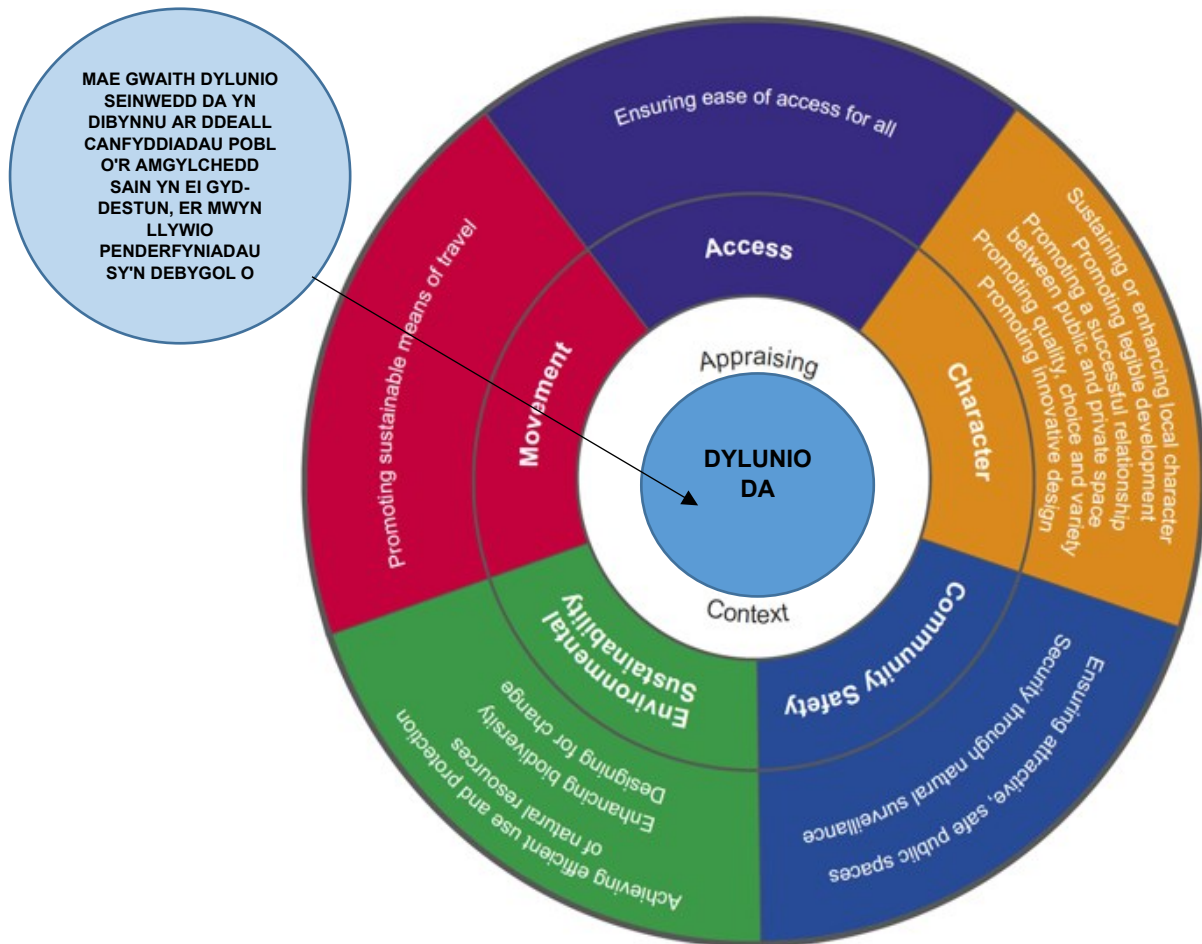 MAE GWAITH DYLUNIO
SEINWEDD DA YN
DIBYNNU AR DDEALL
CANFYDDIADAU POBL
O'R AMGYLCHEDD
SAIN YN EI GYD-
DESTUN, ER MWYN
LLYWIO
PENDERFYNIADAU
SY'N DEBYGOL O
Ensuring ease of access for all
Access
Sustaining or enhancing local character
Promoting legible development
Promoting a successful relationship
between public and private space
Promoting quality, choice and variety
Promoting innovative design
Character
Promoting sustainable means of travel
Movement
Appraising
DYLUNIO
DA
Context
Community Safety
Security through natural surveillance
Ensuring attractive, safe public spaces
Environmental
Sustainability
Achieving efficient use and protection
of natural resources
Enhancing biodiversity
Designing for change